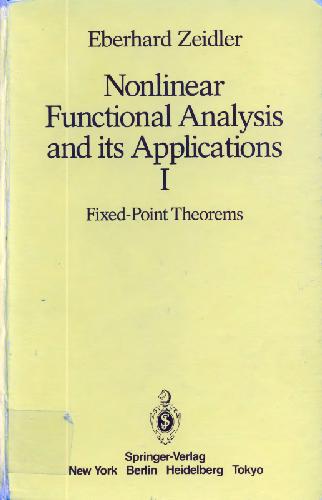 Eberhard Zeidler
Nonlinear
Functional Analysis
and its Applications
I
Fixed-Point Theorems
Springer-Verlag
New York Berlin Heidelberg Tokyo